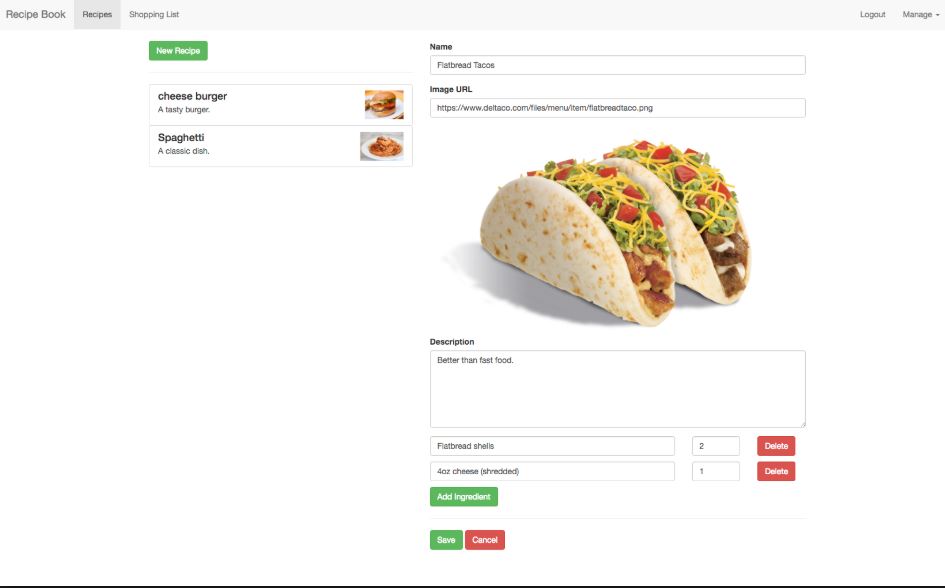 Recipe Book Recipes Shopping List Logout Manage
New Recipe
cheese burger
A tasty burger.
Spaghetti
A classic dish.
Name
Flatbread Tacos
Image URL
https://www.deltaco.com/files/menu/item/flatbreadtaco.png
Description
Better than fast food.
Flatbread shells 2 Delete
4oz cheese (shredded) 1 Delete
Add Ingredient
Save Cancel